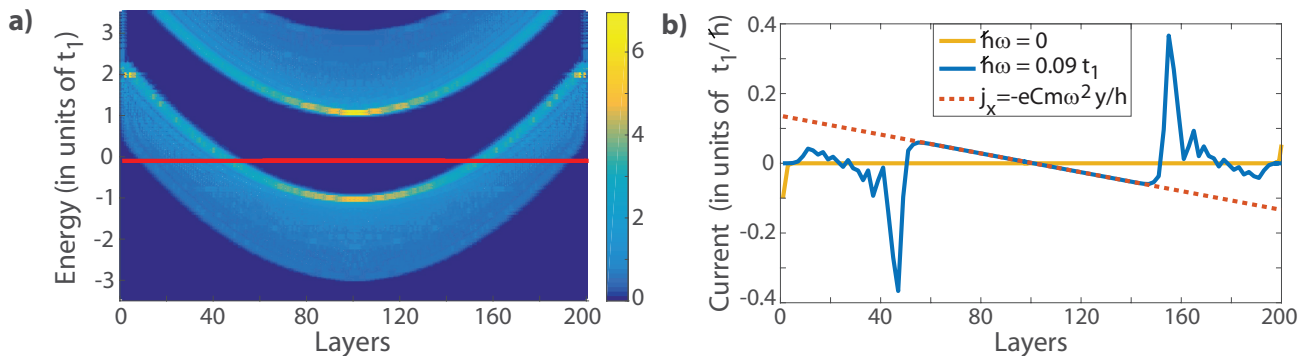 a)
Energy (in units of t₁)
3
2
1
0
-1
-2
-3
0 40 80 120 160 200
Layers
6
4
2
0
b)
Current (in units of t₁/ℏ)
0.4
0.2
0
-0.2
-0.4
0 40 80 120 160 200
Layers
ℏω = 0
ℏω = 0.09 t₁
jₓ=-eCmω² y/h